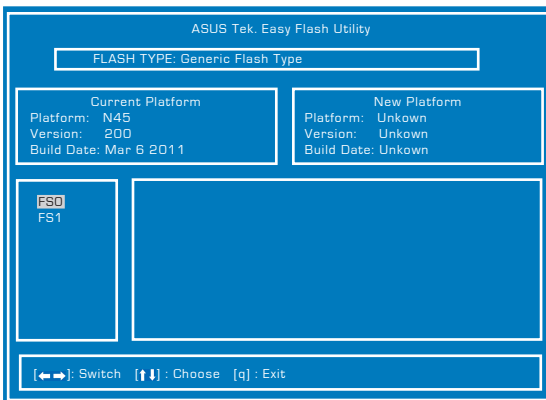 ASUS Tek. Easy Flash Utility
FLASH TYPE: Generic Flash Type
Current Platform
Platform: N45
Version: 200
Build Date: Mar 6 2011
New Platform
Platform: Unkown
Version: Unkown
Build Date: Unkown
FS0
FS1
[←→]: Switch [↑↓] : Choose [q] : Exit